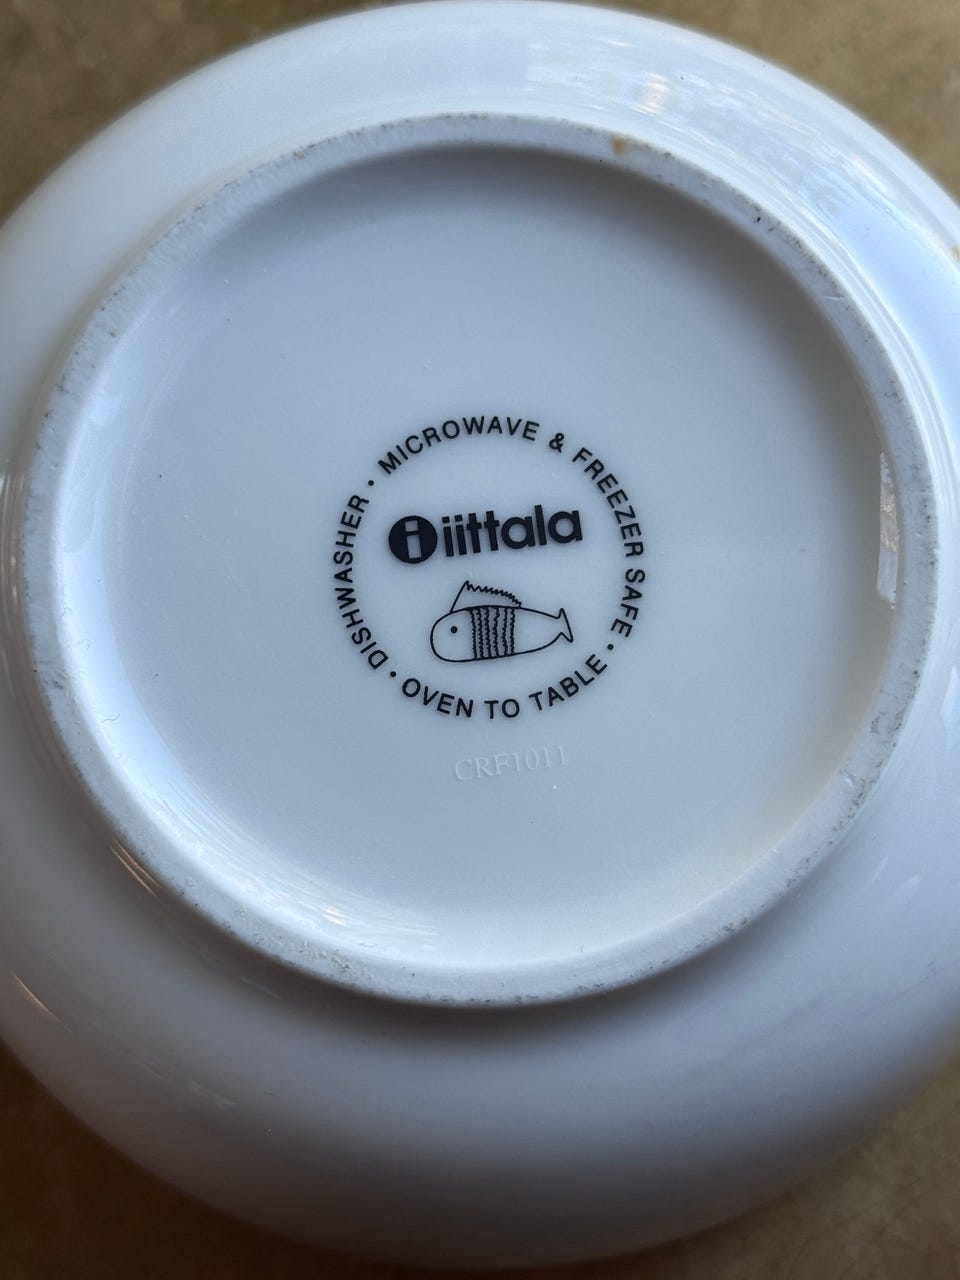 DISHWASHER • MICROWAVE & FREEZER SAFE • OVEN TO TABLE •
i iittala
CRF1011